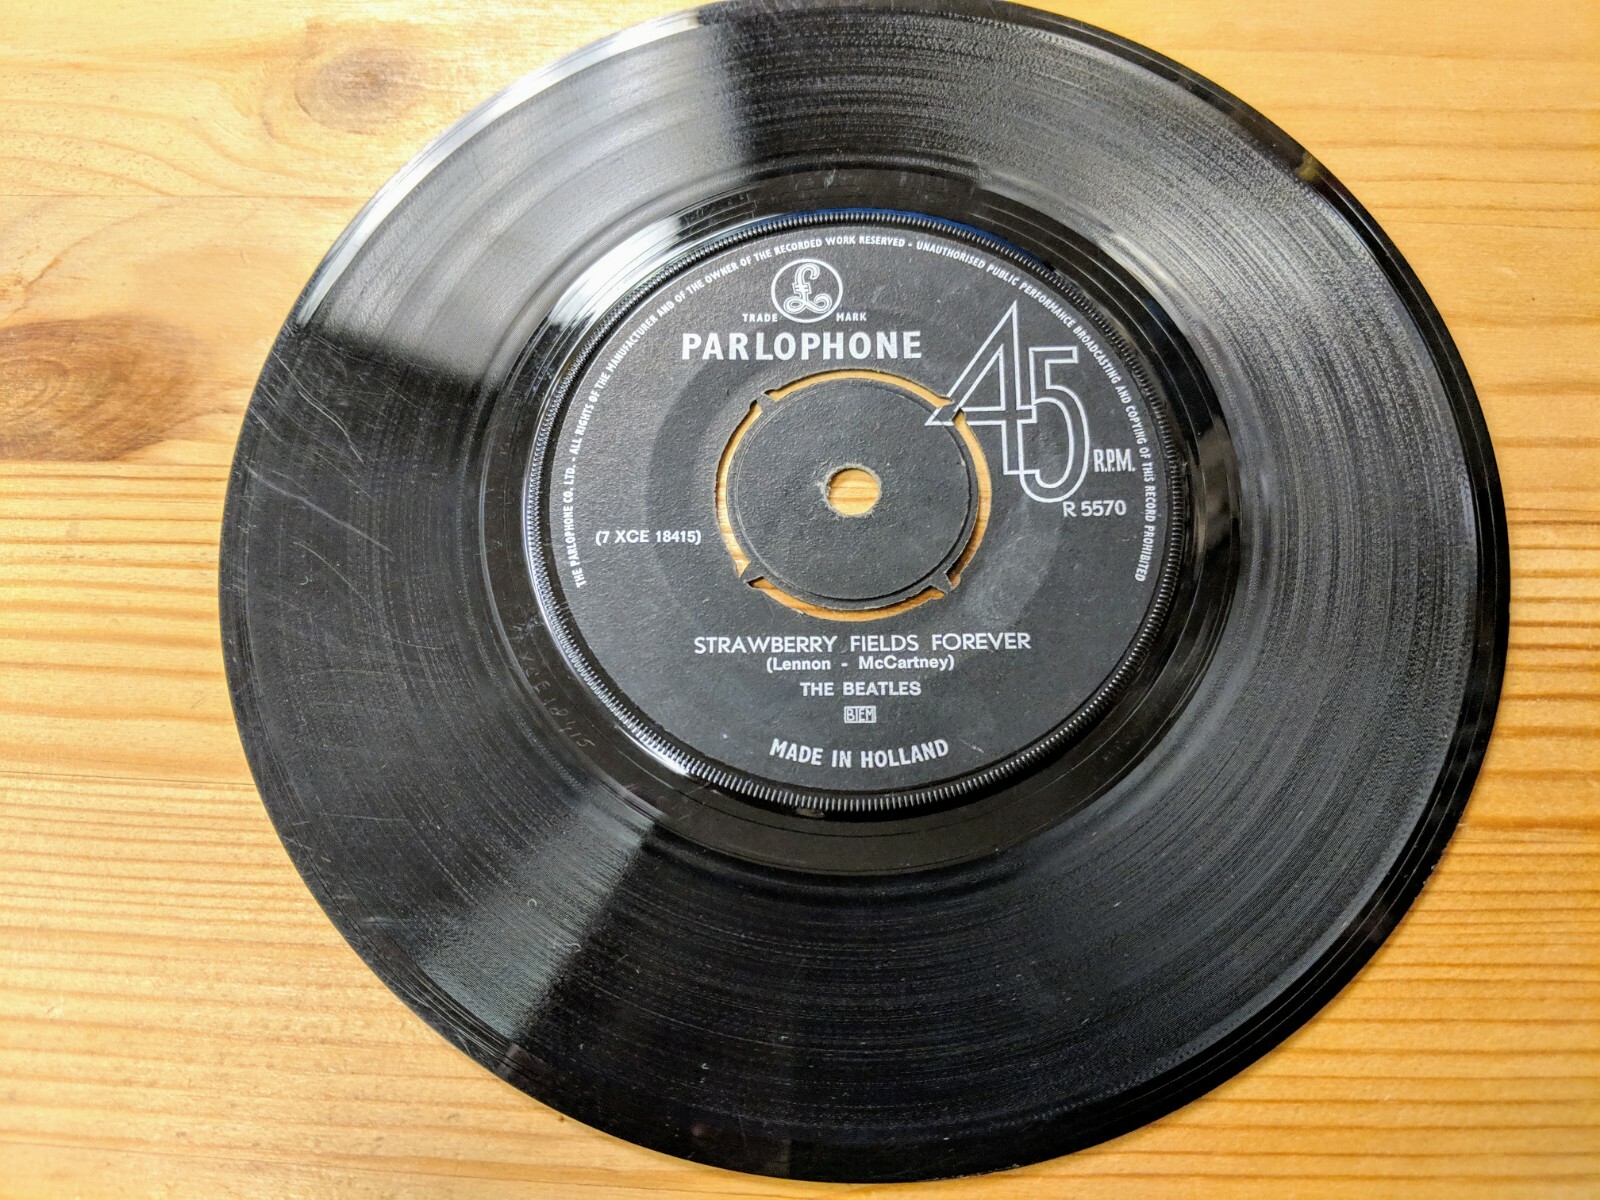 THE PARLOPHONE CO. LTD. - ALL RIGHTS OF THE MANUFACTURER AND OF THE OWNER OF THE RECORDED WORK RESERVED - UNAUTHORISED PUBLIC PERFORMANCE BROADCASTING AND COPYING OF THIS RECORD PROHIBITED
£
TRADE MARK
PARLOPHONE
45
R.P.M.
R 5570
(7 XCE 18415)
STRAWBERRY FIELDS FOREVER
(Lennon - McCartney)
THE BEATLES
BIEM
MADE IN HOLLAND
7XCE 18415